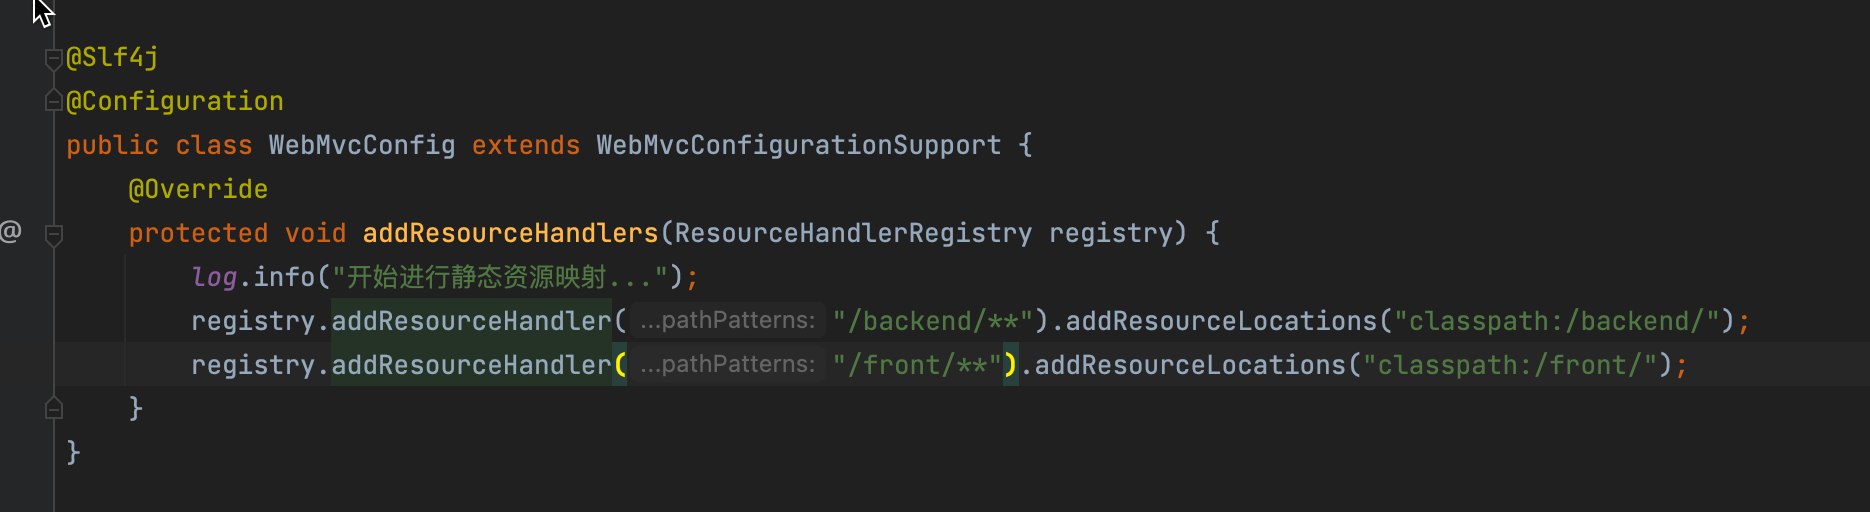 @Slf4j
@Configuration
public class WebMvcConfig extends WebMvcConfigurationSupport {
@Override
@ protected void addResourceHandlers(ResourceHandlerRegistry registry) {
log.info("开始进行静态资源映射...");
registry.addResourceHandler( ...pathPatterns: "/backend/**").addResourceLocations("classpath:/backend/");
registry.addResourceHandler( ...pathPatterns: "/front/**").addResourceLocations("classpath:/front/");
}
}